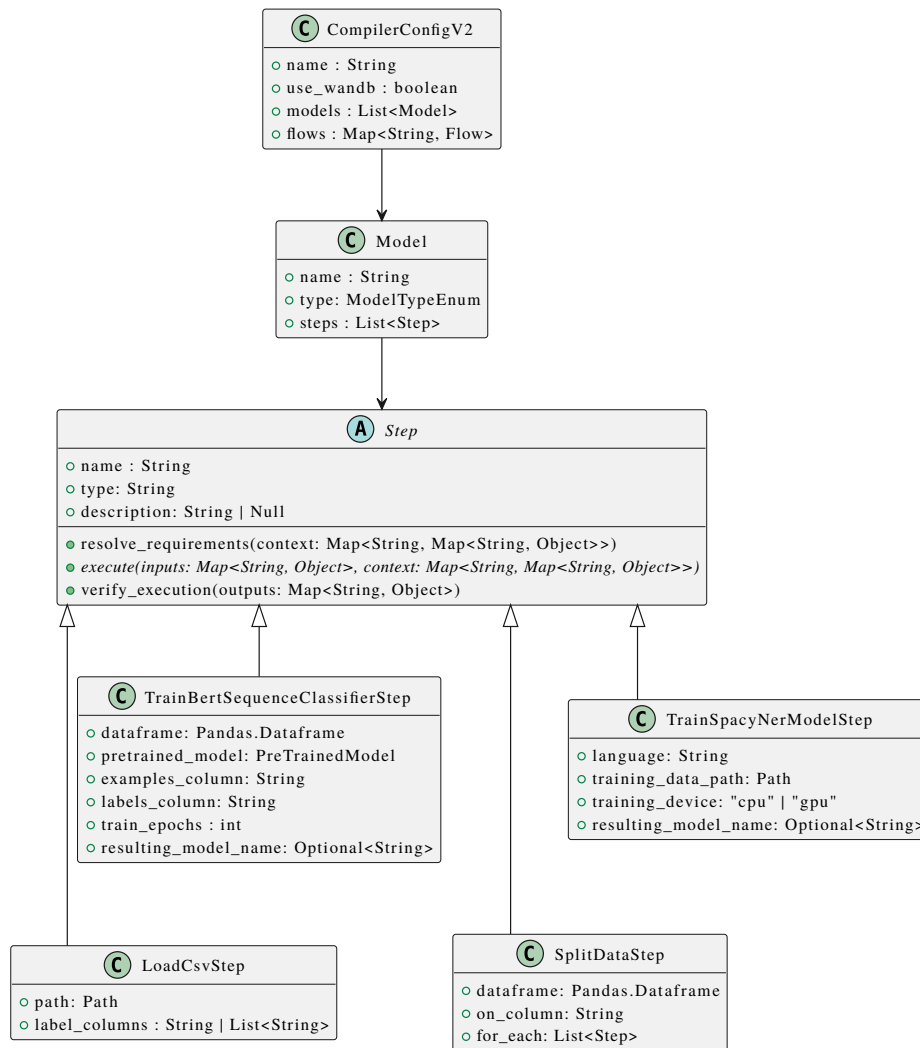 C CompilerConfigV2
name : String
use_wandb : boolean
models : List<Model>
flows : Map<String, Flow>
C Model
name : String
type: ModelTypeEnum
steps : List<Step>
A Step
name : String
type: String
description: String | Null
resolve_requirements(context: Map<String, Map<String, Object>>)
execute(inputs: Map<String, Object>, context: Map<String, Map<String, Object>>)
verify_execution(outputs: Map<String, Object>)
C TrainBertSequenceClassifierStep
dataframe: Pandas.Dataframe
pretrained_model: PreTrainedModel
examples_column: String
labels_column: String
train_epochs : int
resulting_model_name: Optional<String>
C TrainSpacyNerModelStep
language: String
training_data_path: Path
training_device: "cpu" | "gpu"
resulting_model_name: Optional<String>
C LoadCsvStep
path: Path
label_columns : String | List<String>
C SplitDataStep
dataframe: Pandas.Dataframe
on_column: String
for_each: List<Step>